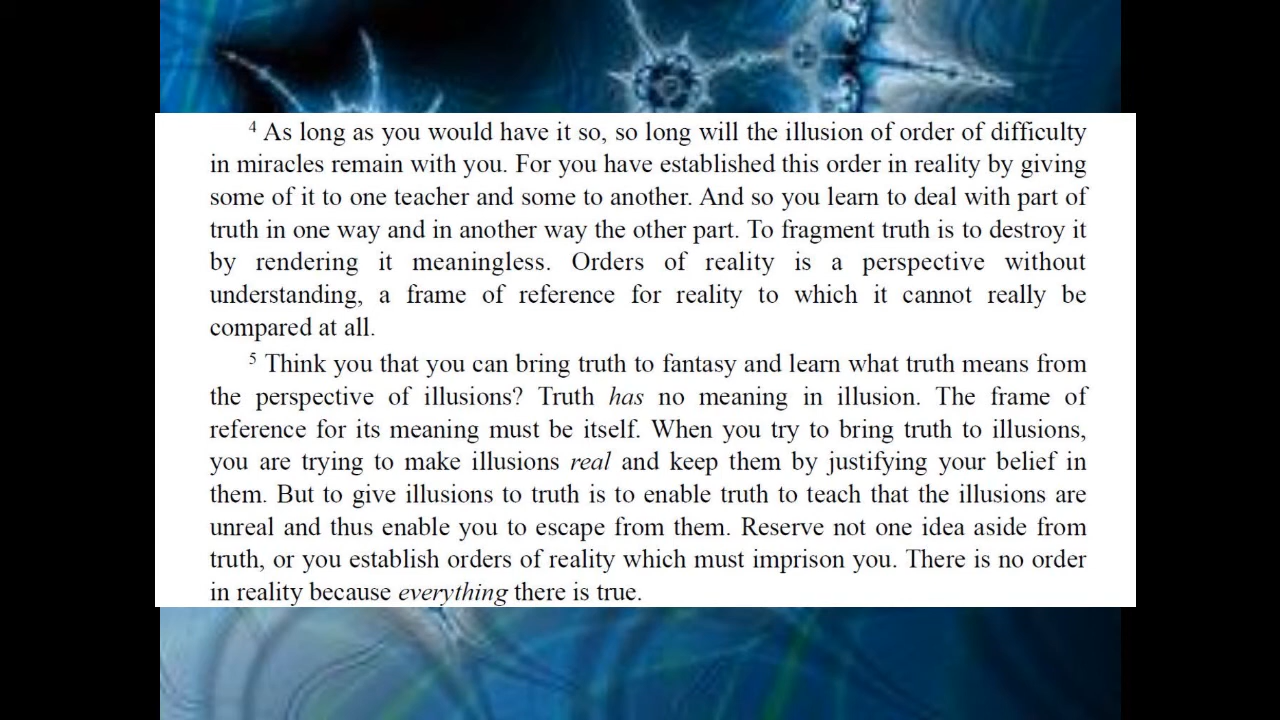 4 As long as you would have it so, so long will the illusion of order of difficulty
in miracles remain with you. For you have established this order in reality by giving
some of it to one teacher and some to another. And so you learn to deal with part of
truth in one way and in another way the other part. To fragment truth is to destroy it
by rendering it meaningless. Orders of reality is a perspective without
understanding, a frame of reference for reality to which it cannot really be
compared at all.
5 Think you that you can bring truth to fantasy and learn what truth means from
the perspective of illusions? Truth has no meaning in illusion. The frame of
reference for its meaning must be itself. When you try to bring truth to illusions,
you are trying to make illusions real and keep them by justifying your belief in
them. But to give illusions to truth is to enable truth to teach that the illusions are
unreal and thus enable you to escape from them. Reserve not one idea aside from
truth, or you establish orders of reality which must imprison you. There is no order
in reality because everything there is true.